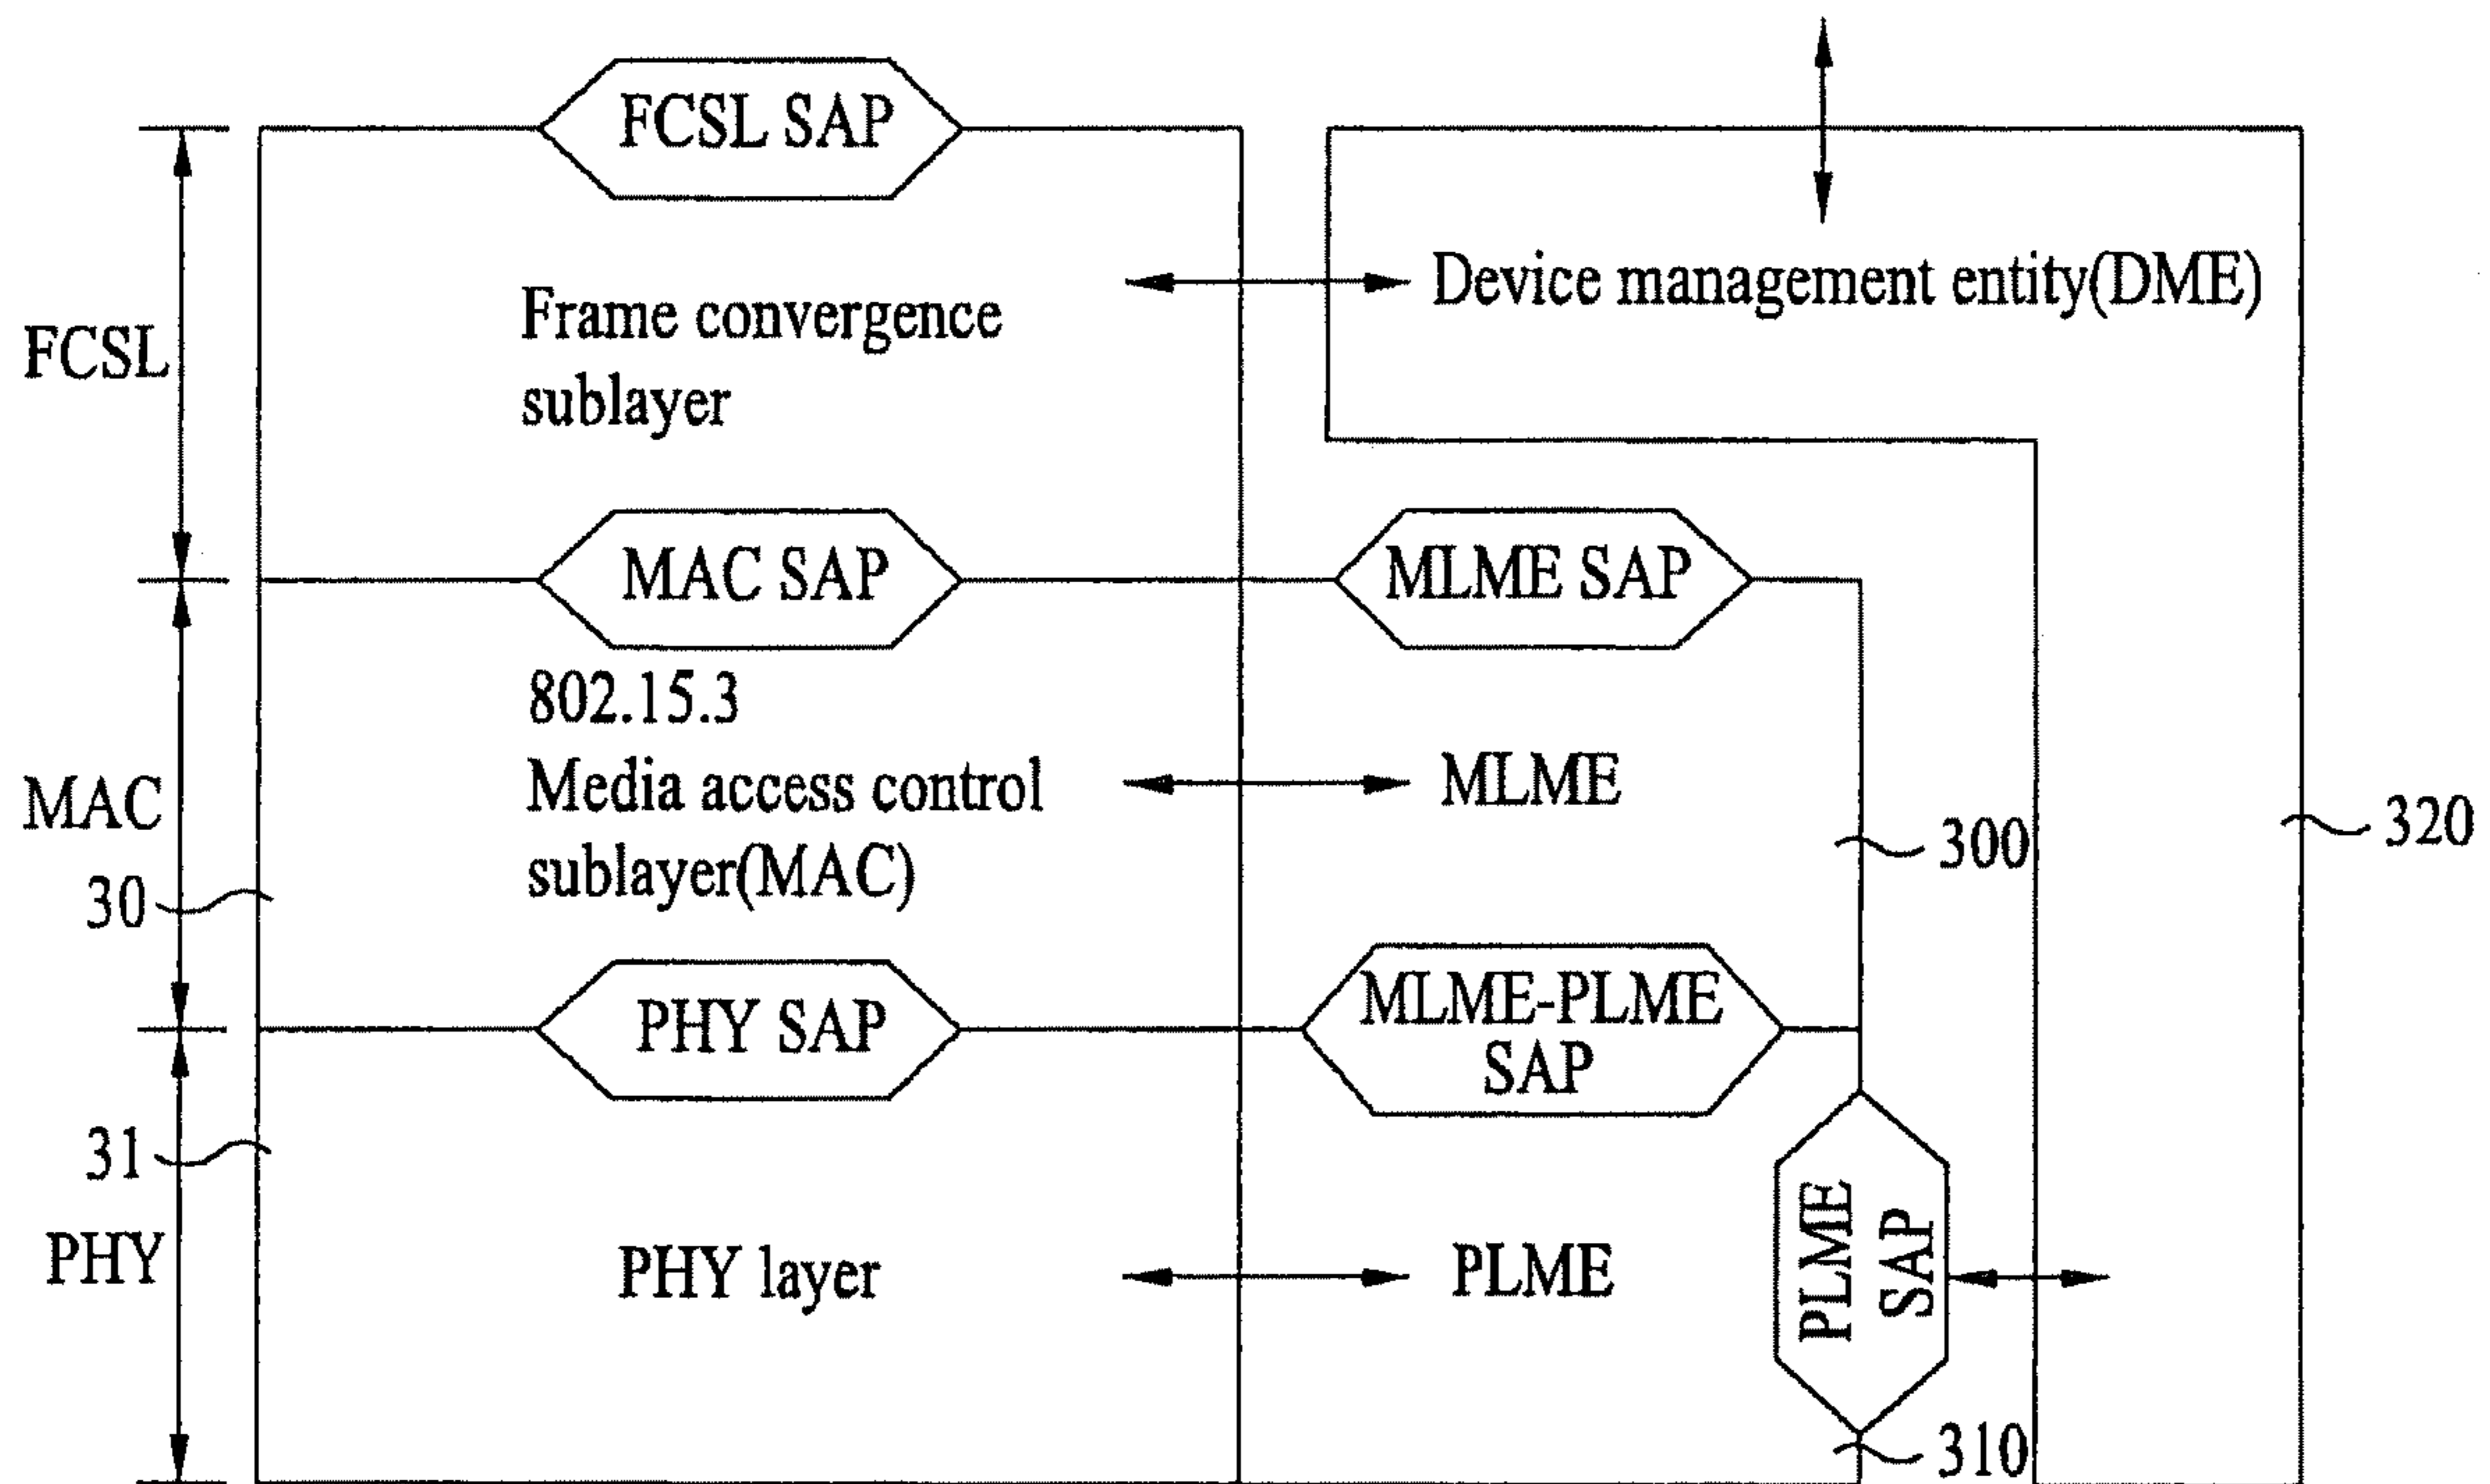 FCSL SAP
FCSL
Frame convergence
sublayer
Device management entity(DME)
MAC SAP
MLME SAP
MAC
802.15.3
Media access control
sublayer(MAC)
MLME
30
300
320
PHY SAP
MLME-PLME
SAP
31
PHY
PHY layer
PLME
PLME
SAP
310